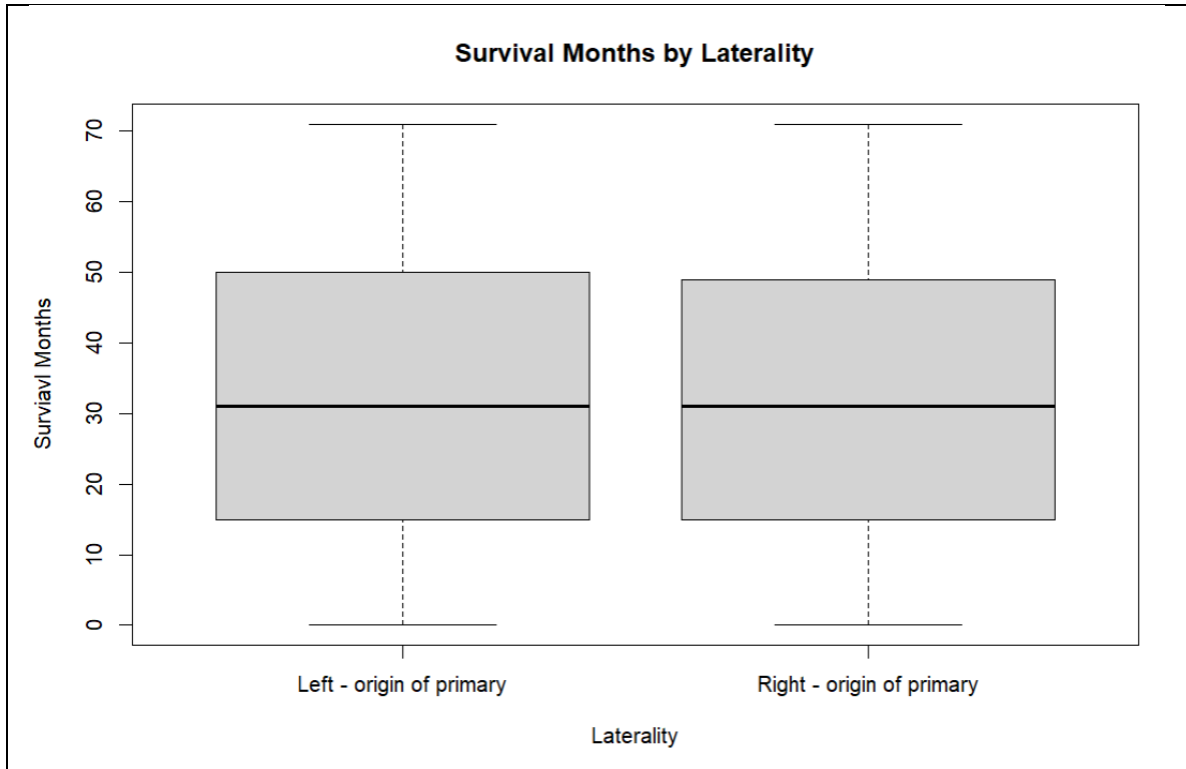 Survival Months by Laterality
70
60
50
40
30
20
10
0
Surviavl Months
Left - origin of primary
Right - origin of primary
Laterality